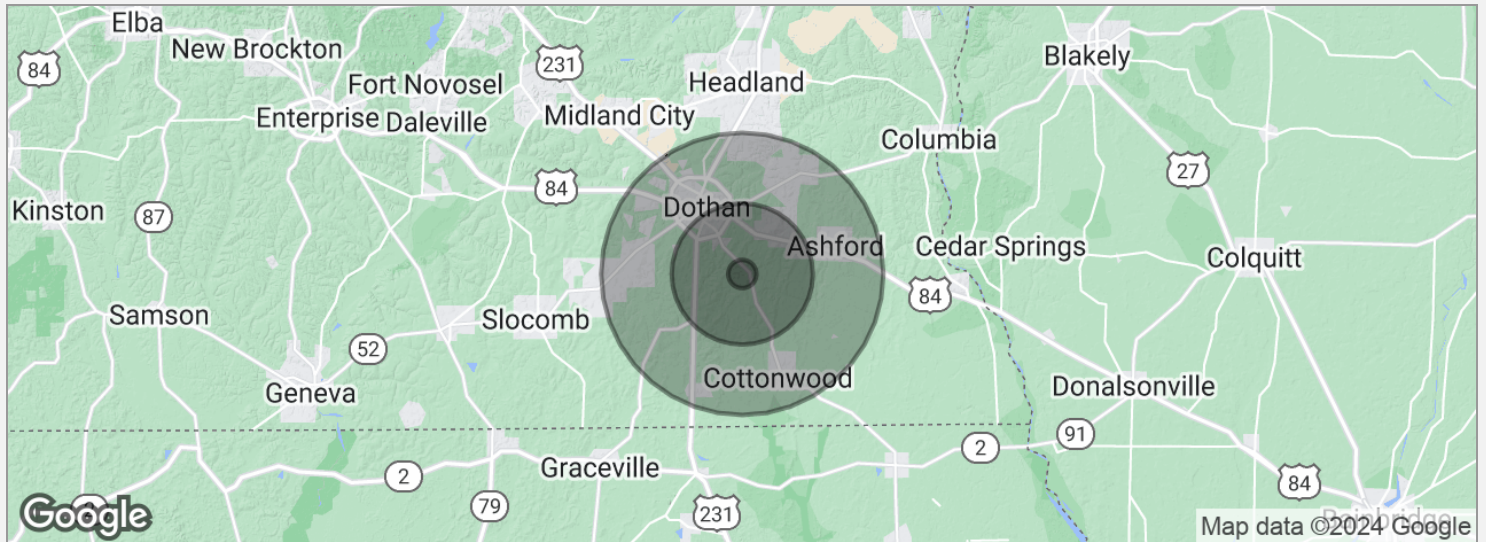 Elba
New Brockton
84
231
Blakely
Fort Novosel
Headland
Enterprise
Daleville
Midland City
Columbia
27
84
Kinston
87
Dothan
Ashford
Cedar Springs
Colquitt
84
Samson
Slocomb
52
Geneva
Cottonwood
Donalsonville
91
2
Graceville
2
79
231
84
Google
Bainbridge
Map data ©2024 Google